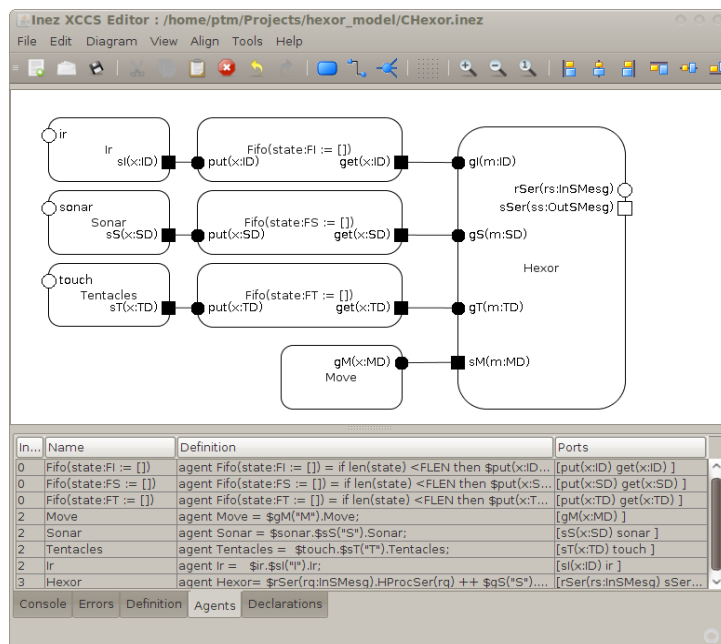 Inez XCCS Editor : /home/ptm/Projects/hexor_model/CHexor.inez
File Edit Diagram View Align Tools Help
ir
Ir
sI(x:ID)
put(x:ID)
Fifo(state:FI := [])
get(x:ID)
gI(m:ID)
rSer(rs:InSMesg)
sSer(ss:OutSMesg)
sonar
Sonar
sS(x:SD)
put(x:SD)
Fifo(state:FS := [])
get(x:SD)
gS(m:SD)
Hexor
touch
Tentacles
sT(x:TD)
put(x:TD)
Fifo(state:FT := [])
get(x:TD)
gT(m:TD)
gM(x:MD)
Move
sM(m:MD)
In... Name Definition Ports
0 Fifo(state:FI := []) agent Fifo(state:FI := []) = if len(state) <FLEN then $put(x:ID... [put(x:ID) get(x:ID) ]
0 Fifo(state:FS := []) agent Fifo(state:FS := []) = if len(state) <FLEN then $put(x:S... [put(x:SD) get(x:SD) ]
0 Fifo(state:FT := []) agent Fifo(state:FT := []) = if len(state) <FLEN then $put(x:T... [put(x:TD) get(x:TD) ]
2 Move agent Move = $gM("M").Move; [gM(x:MD) ]
2 Sonar agent Sonar = $sonar.$sS("S").Sonar; [sS(x:SD) sonar ]
2 Tentacles agent Tentacles = $touch.$sT("T").Tentacles; [sT(x:TD) touch ]
2 Ir agent Ir = $ir.$sI("I").Ir; [sI(x:ID) ir ]
3 Hexor agent Hexor= $rSer(rq:InSMesg).HProcSer(rq) ++ $gS("S").... [rSer(rs:InSMesg) sSer...
Console Errors Definition Agents Declarations